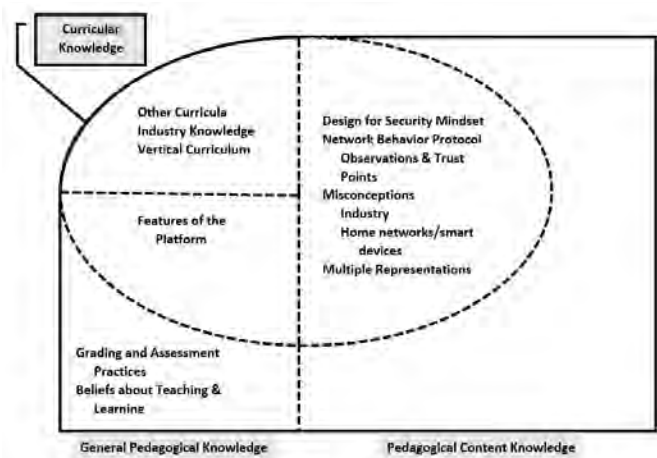 Curricular
Knowledge
Other Curricula
Industry Knowledge
Vertical Curriculum
Features of the
Platform
Design for Security Mindset
Network Behavior Protocol
Observations & Trust
Points
Misconceptions
Industry
Home networks/smart
devices
Multiple Representations
Grading and Assessment
Practices
Beliefs about Teaching &
Learning
General Pedagogical Knowledge
Pedagogical Content Knowledge